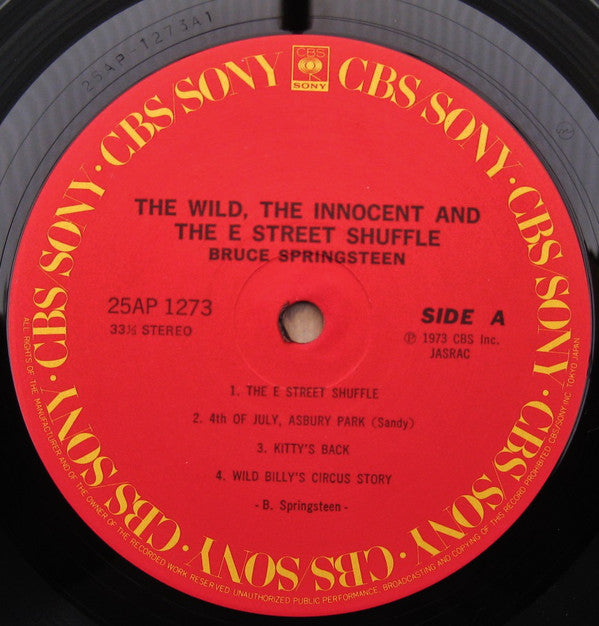 25AP-1273A1
CBS
SONY
CBS/SONY · CBS/SONY · CBS/SONY · CBS/SONY · CBS/SONY · CBS/SONY · CBS/SONY · CBS/SONY
THE WILD, THE INNOCENT AND
THE E STREET SHUFFLE
BRUCE SPRINGSTEEN
25AP 1273
33⅓ STEREO
SIDE A
Ⓟ 1973 CBS Inc.
JASRAC
1. THE E STREET SHUFFLE
2. 4th OF JULY, ASBURY PARK (Sandy)
3. KITTY'S BACK
4. WILD BILLY'S CIRCUS STORY
- B. Springsteen -
ALL RIGHTS OF THE MANUFACTURER AND OF THE OWNER OF THE RECORDED WORK RESERVED. UNAUTHORIZED PUBLIC PERFORMANCE, BROADCASTING AND COPYING OF THIS RECORD PROHIBITED. CBS/SONY INC. TOKYO JAPAN